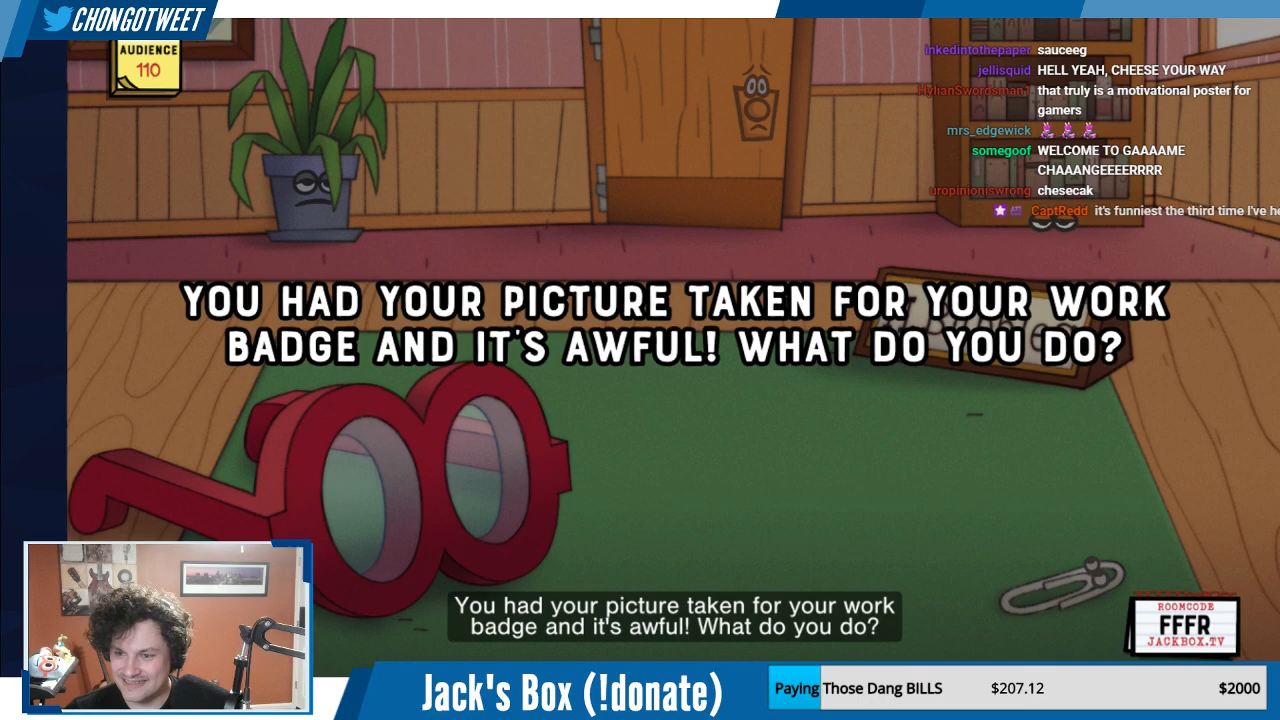 CHONGOTWEET
AUDIENCE
110
inkedintothepaper sauceeg
jellisquid HELL YEAH, CHEESE YOUR WAY
HylianSwordsman1 that truly is a motivational poster for
gamers
mrs_edgewick
somegoof WELCOME TO GAAAAME
CHAAANGEEEERRRR
uropinioniswrong chesecak
CaptRedd it's funniest the third time I've he
YOU HAD YOUR PICTURE TAKEN FOR YOUR WORK
BADGE AND IT'S AWFUL! WHAT DO YOU DO?
You had your picture taken for your work
badge and it's awful! What do you do?
ROOMCODE
FFFR
JACKBOX.TV
Jack's Box (!donate)
Paying Those Dang BILLS $207.12 $2000